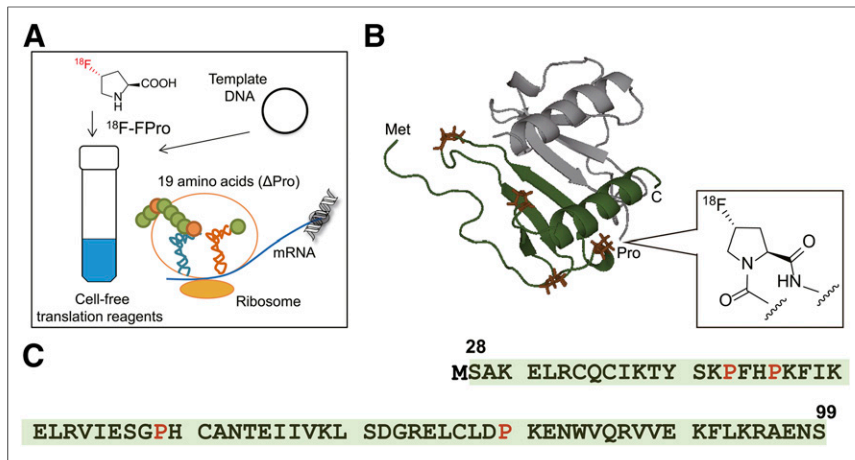 A
18F
COOH
N
H
18F-FPro
Template
DNA
19 amino acids (ΔPro)
mRNA
Cell-free
translation reagents
Ribosome
B
Met
C
Pro
18F
O
N
HN
O
C
28
MSAK ELRCQCIKTY SKPFHPKFIK
99
ELRVIESGPH CANTEIIVKL SDGRELCLDP KENWVQRVVE KFLKRAENS